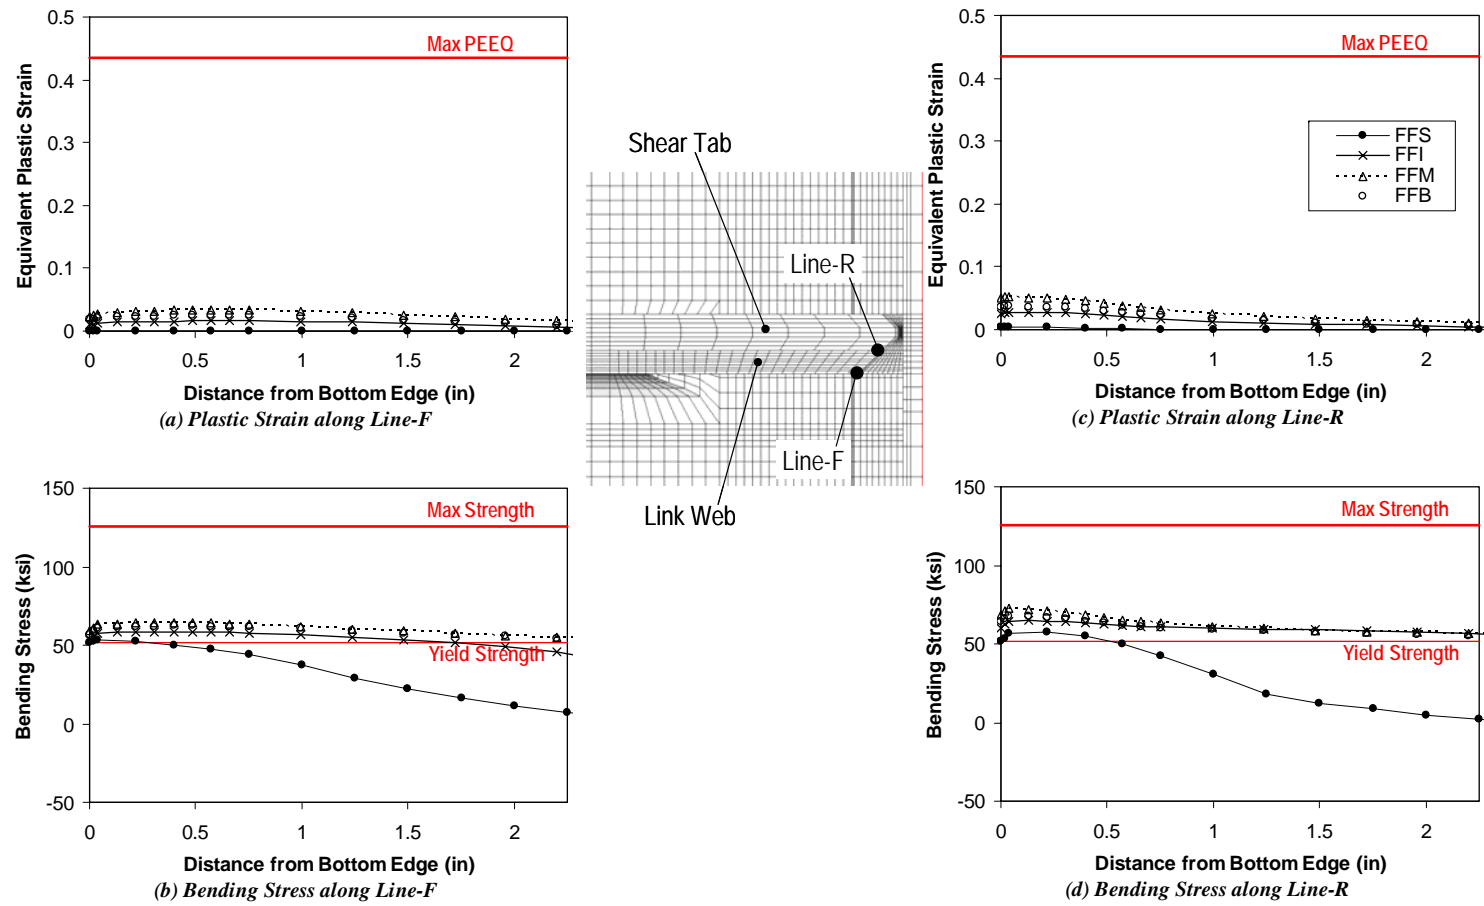 0.5
0.4
0.3
0.2
0.1
0
Equivalent Plastic Strain
Max PEEQ
0 0.5 1 1.5 2
Distance from Bottom Edge (in)
(a) Plastic Strain along Line-F
150
100
50
0
-50
Bending Stress (ksi)
Max Strength
Yield Strength
0 0.5 1 1.5 2
Distance from Bottom Edge (in)
(b) Bending Stress along Line-F
Shear Tab
Line-R
Line-F
Link Web
0.5
0.4
0.3
0.2
0.1
0
Equivalent Plastic Strain
Max PEEQ
FFS
FFI
FFM
FFB
0 0.5 1 1.5 2
Distance from Bottom Edge (in)
(c) Plastic Strain along Line-R
150
100
50
0
-50
Bending Stress (ksi)
Max Strength
Yield Strength
0 0.5 1 1.5 2
Distance from Bottom Edge (in)
(d) Bending Stress along Line-R